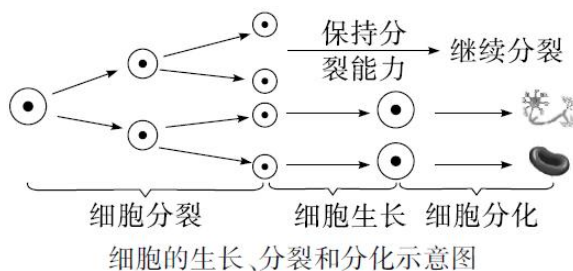 保持分
裂能力
继续分裂
细胞分裂
细胞生长
细胞分化
细胞的生长、分裂和分化示意图